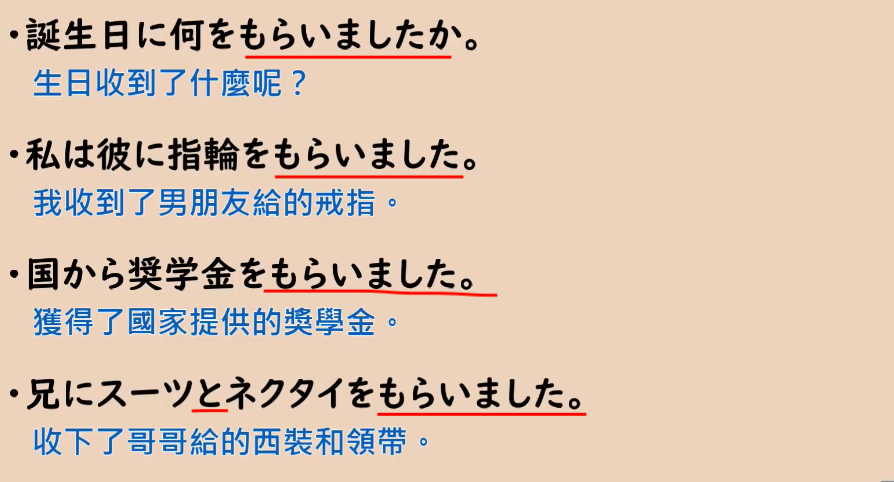 ・誕生日に何をもらいましたか。
生日收到了什麼呢？
・私は彼に指輪をもらいました。
我收到了男朋友給的戒指。
・国から奨学金をもらいました。
獲得了國家提供的獎學金。
・兄にスーツとネクタイをもらいました。
收下了哥哥給的西裝和領帶。